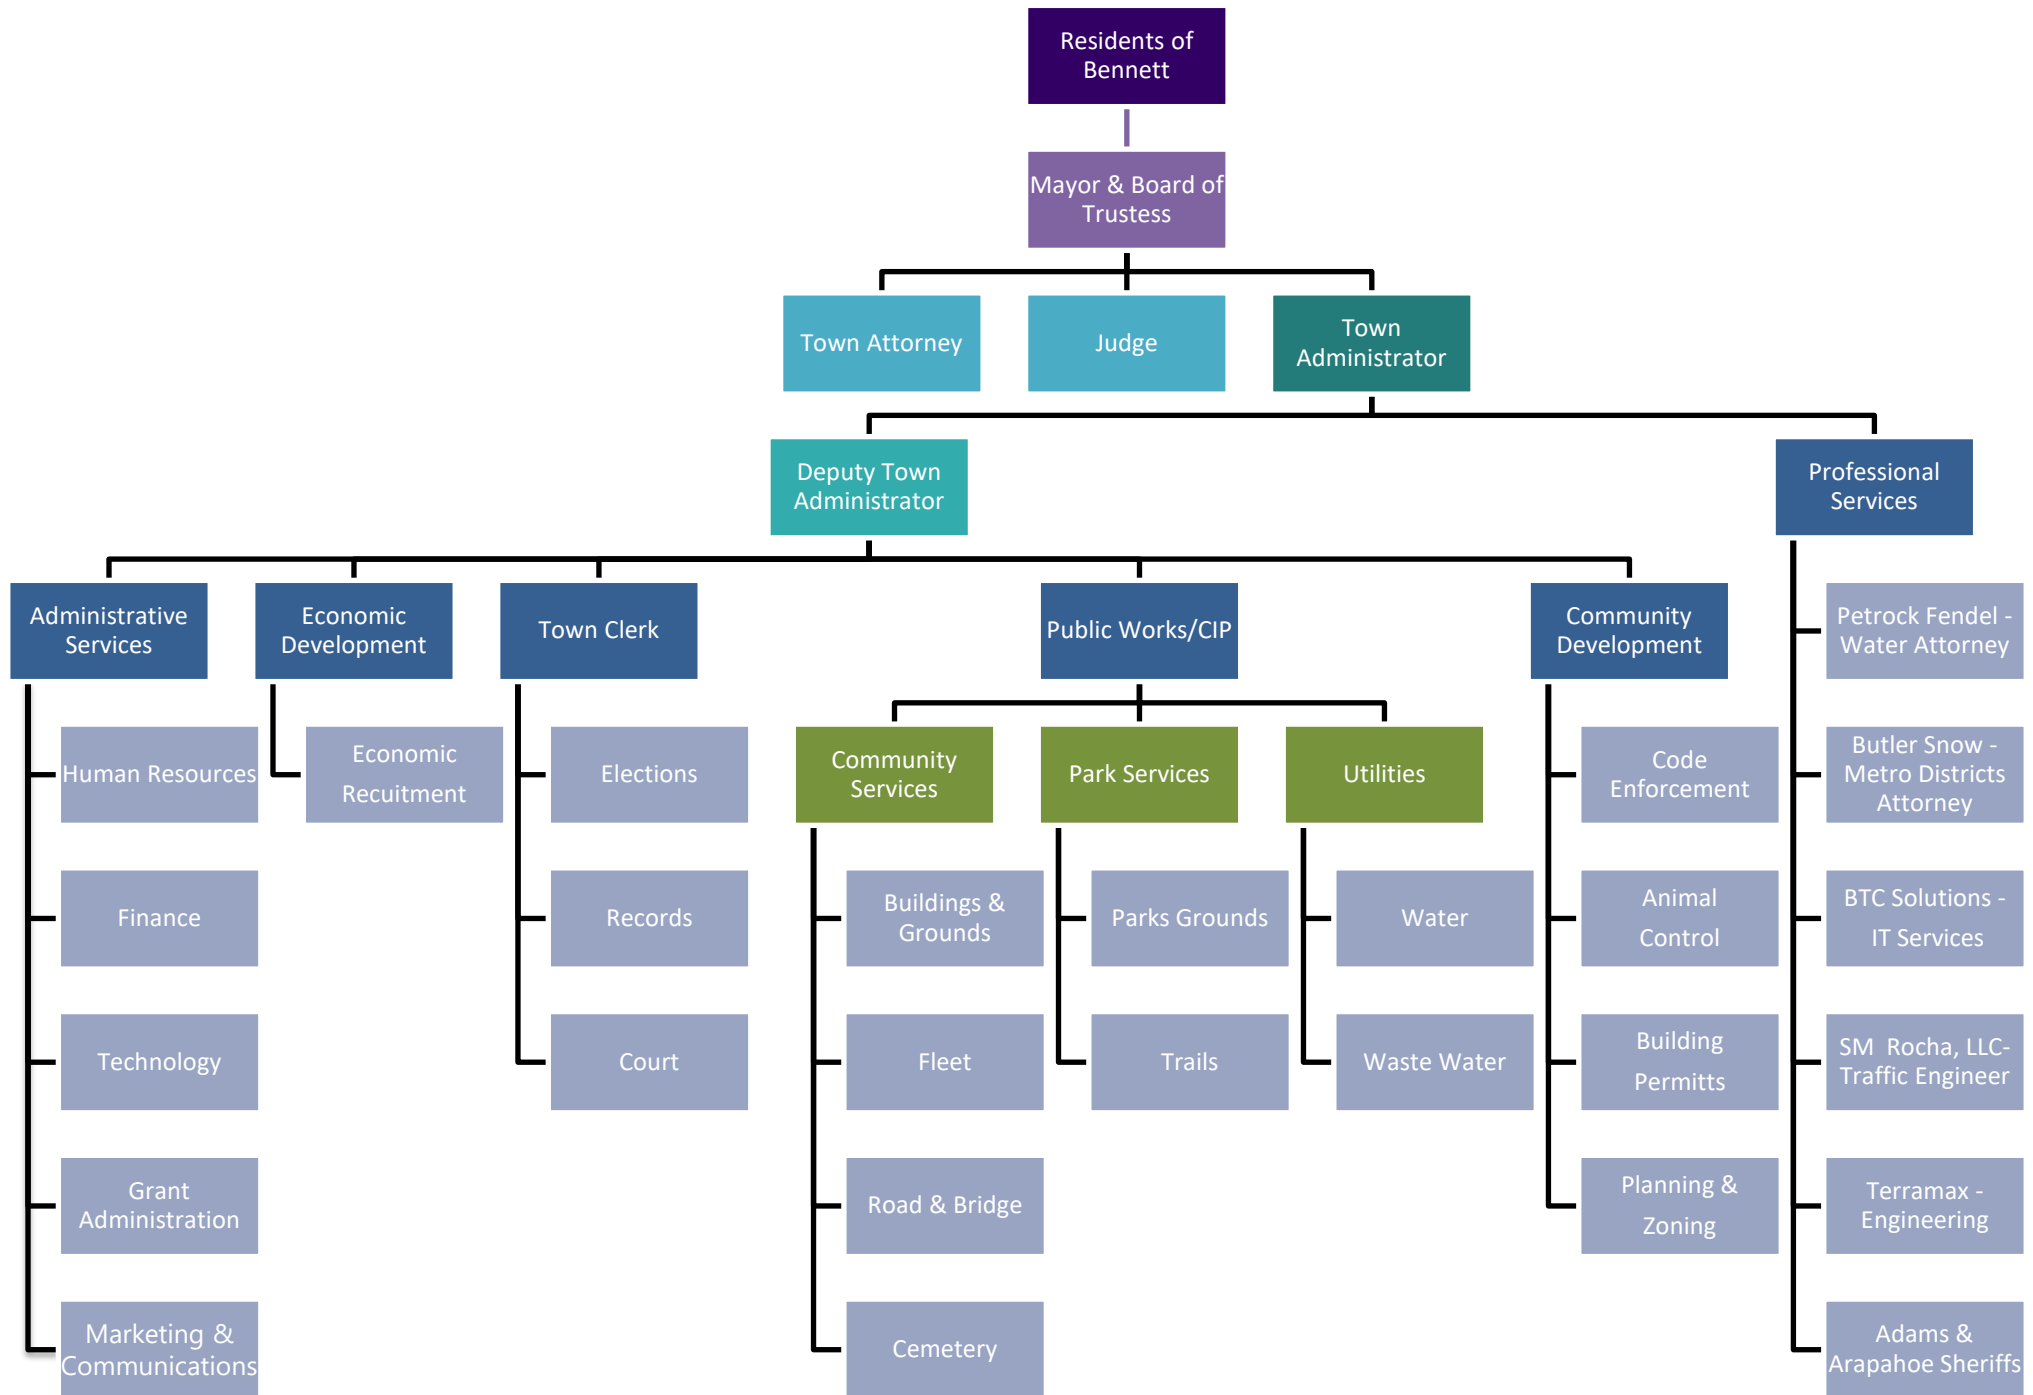 Residents of
Bennett
Mayor & Board of
Trustess
Town Attorney
Judge
Town
Administrator
Deputy Town
Administrator
Professional
Services
Administrative
Services
Economic
Development
Town Clerk
Public Works/CIP
Community
Development
Petrock Fendel -
Water Attorney
Human Resources
Economic
Recuitment
Elections
Community
Services
Park Services
Utilities
Code
Enforcement
Butler Snow -
Metro Districts
Attorney
Finance
Records
Buildings &
Grounds
Parks Grounds
Water
Animal
Control
BTC Solutions -
IT Services
Technology
Court
Fleet
Trails
Waste Water
Building
Permitts
SM  Rocha, LLC-
Traffic Engineer
Grant
Administration
Road & Bridge
Planning &
Zoning
Terramax -
Engineering
Marketing &
Communications
Cemetery
Adams &
Arapahoe Sheriffs